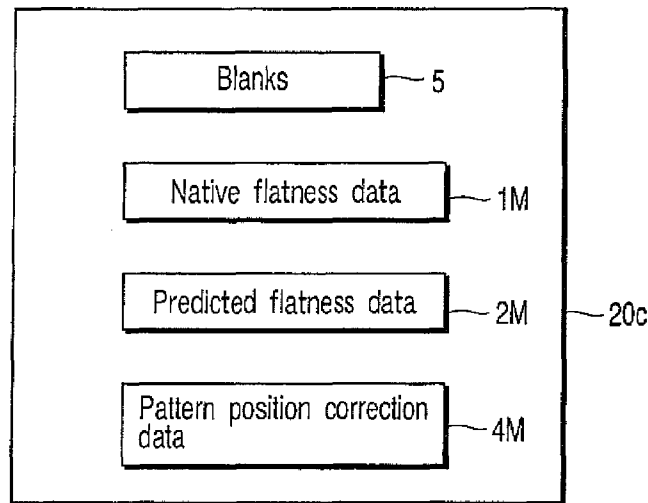 Blanks 5
Native flatness data 1M
Predicted flatness data 2M
20c
Pattern position correction
data 4M